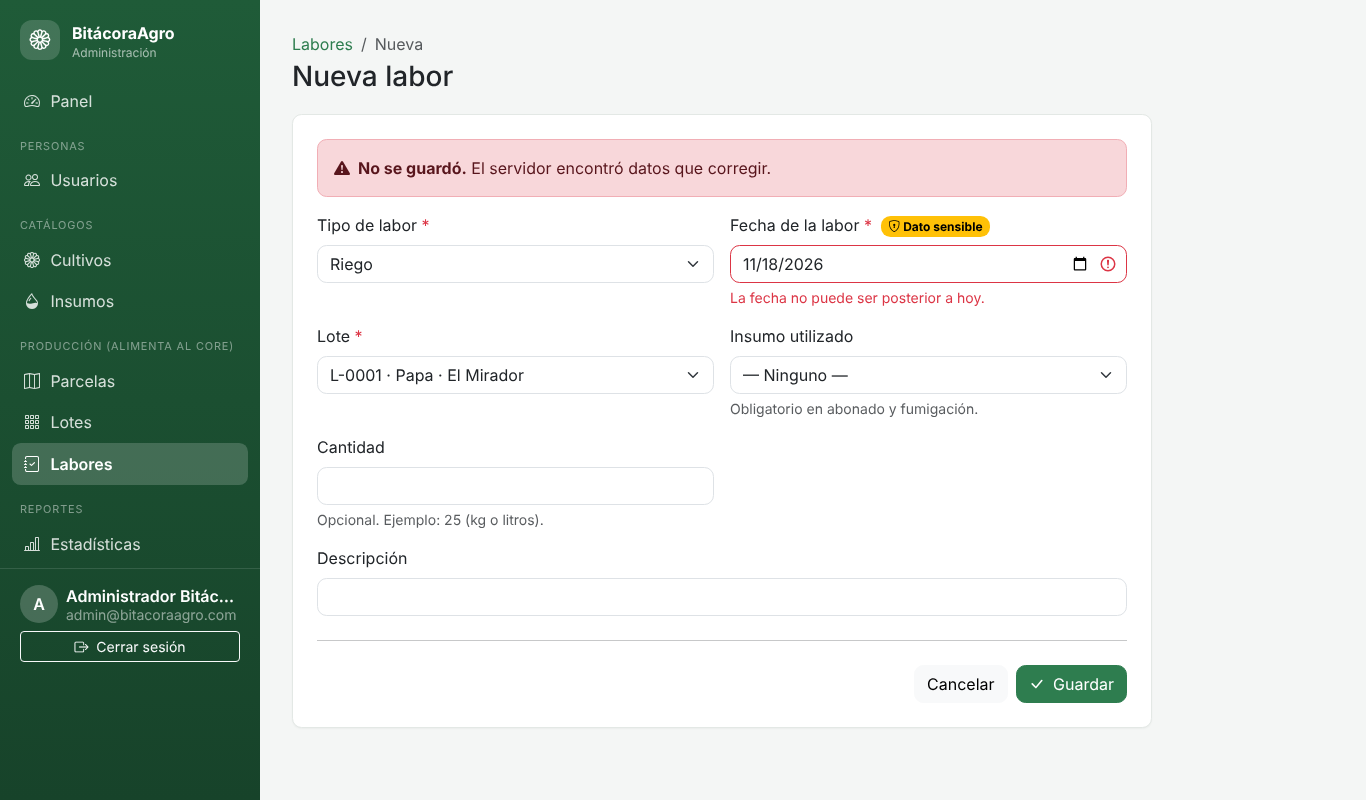 BitácoraAgro
Administración
Panel
PERSONAS
Usuarios
CATÁLOGOS
Cultivos
Insumos
PRODUCCIÓN (ALIMENTA AL CORE)
Parcelas
Lotes
Labores
REPORTES
Estadísticas
A
Administrador Bitác...
admin@bitacoraagro.com
Cerrar sesión
Labores / Nueva
Nueva labor
No se guardó. El servidor encontró datos que corregir.
Tipo de labor *
Riego
Fecha de la labor * Dato sensible
11/18/2026
La fecha no puede ser posterior a hoy.
Lote *
L-0001 · Papa · El Mirador
Insumo utilizado
— Ninguno —
Obligatorio en abonado y fumigación.
Cantidad
Opcional. Ejemplo: 25 (kg o litros).
Descripción
Cancelar
Guardar